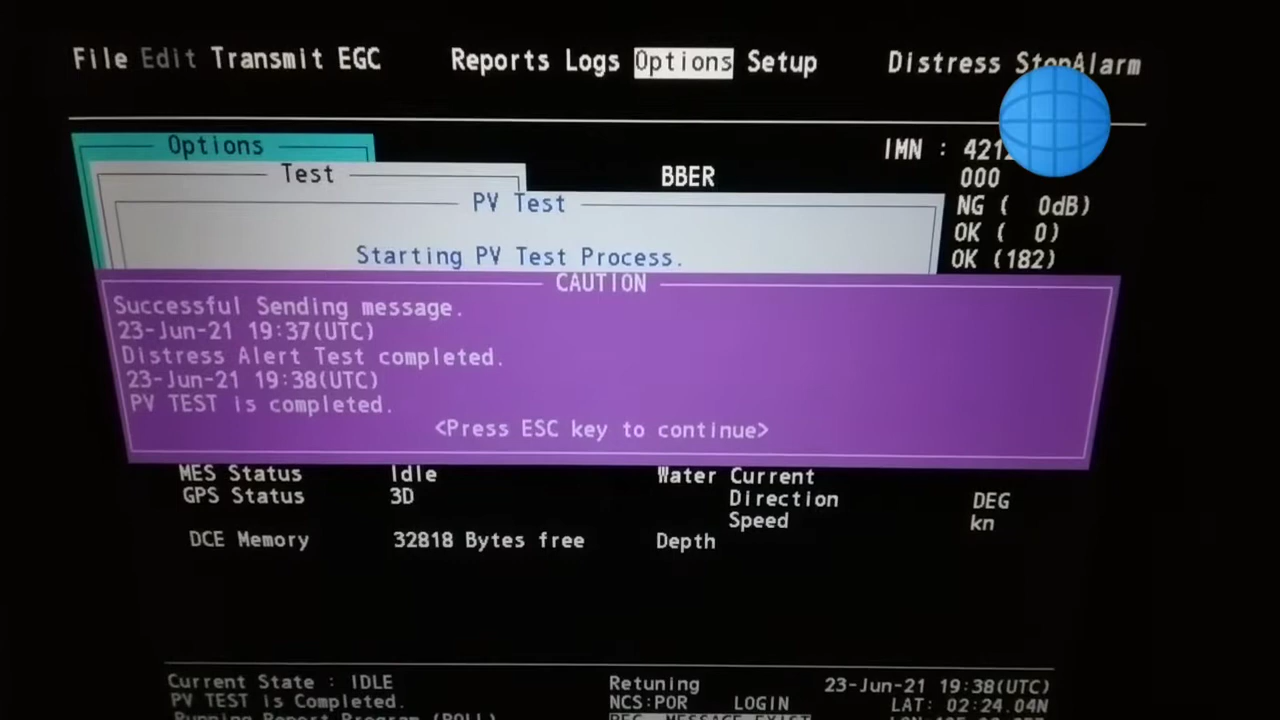 File Edit Transmit EGC Reports Logs Options Setup Distress StopAlarm
Options
Test
IMN : 421
BBER
000
PV Test
NG ( 0dB)
OK ( 0)
Starting PV Test Process.
OK (182)
CAUTION
Successful Sending message.
23-Jun-21 19:37(UTC)
Distress Alert Test completed.
23-Jun-21 19:38(UTC)
PV TEST is completed.
<Press ESC key to continue>
MES Status Idle Water Current
GPS Status 3D Direction DEG
Speed kn
DCE Memory 32818 Bytes free Depth
Current State : IDLE Retuning 23-Jun-21 19:38(UTC)
PV TEST is Completed. NCS:POR LOGIN LAT: 02:24.04N
Running Report Program (POLL)